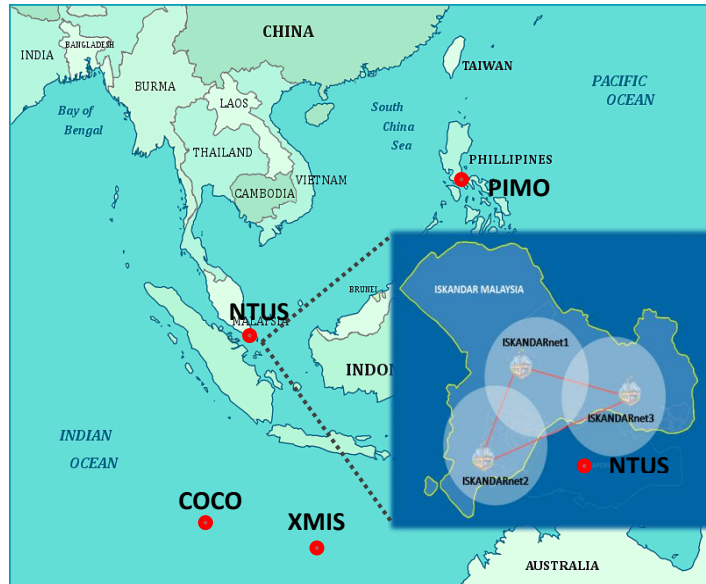 CHINA
TAIWAN
PACIFIC
OCEAN
INDIA
BANGLADESH
BURMA
LAOS
Bay of
Bengal
South
China
Sea
THAILAND
VIETNAM
CAMBODIA
PHILLIPINES
PIMO
NTUS
MALAYSIA
BRUNEI
INDON
ISKANDAR MALAYSIA
ISKANDARnet1
ISKANDARnet3
ISKANDARnet2
NTUS
INDIAN
OCEAN
COCO
XMIS
AUSTRALIA